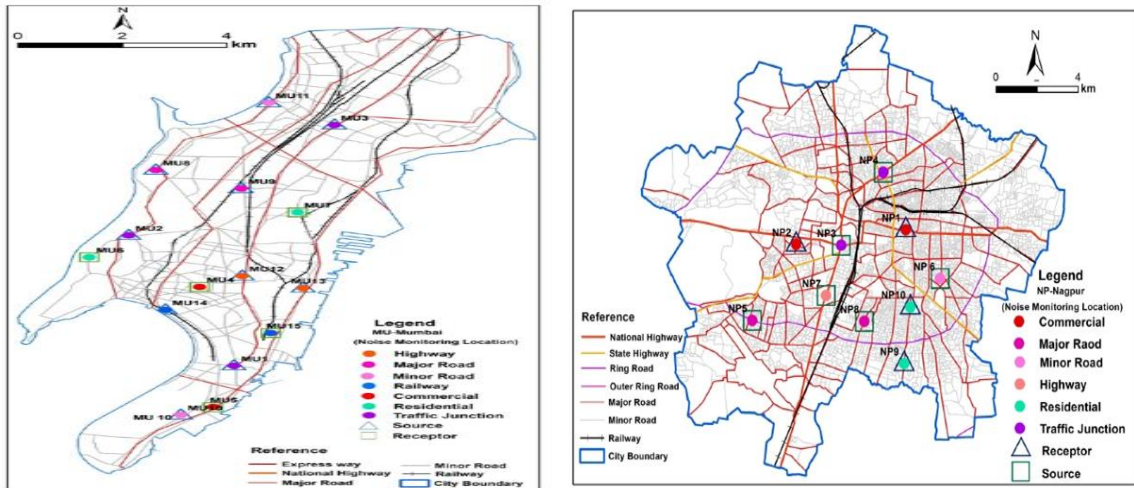 N
0 2 4
km
MU11
MU3
MU8
MU9
MU7
MU2
MU6
MU12
MU4
MU13
MU14
MU15
MU1
MU5
MU 10
Legend
MU-Mumbai
(Noise Monitoring Location)
Highway
Major Road
Minor Road
Railway
Commercial
Residential
Traffic Junction
Source
Receptor
Reference
Express way
National Highway
Major Road
Minor Road
Railway
City Boundary
N
0 4
km
NP4
NP1
NP2
NP3
NP 6
NP7
NP10
NP5
NP8
NP9
Reference
National Highway
State Highway
Ring Road
Outer Ring Road
Major Road
Minor Road
Railway
City Boundary
Legend
NP-Nagpur
(Noise Monitoring Location)
Commercial
Major Raod
Minor Road
Highway
Residential
Traffic Junction
Receptor
Source